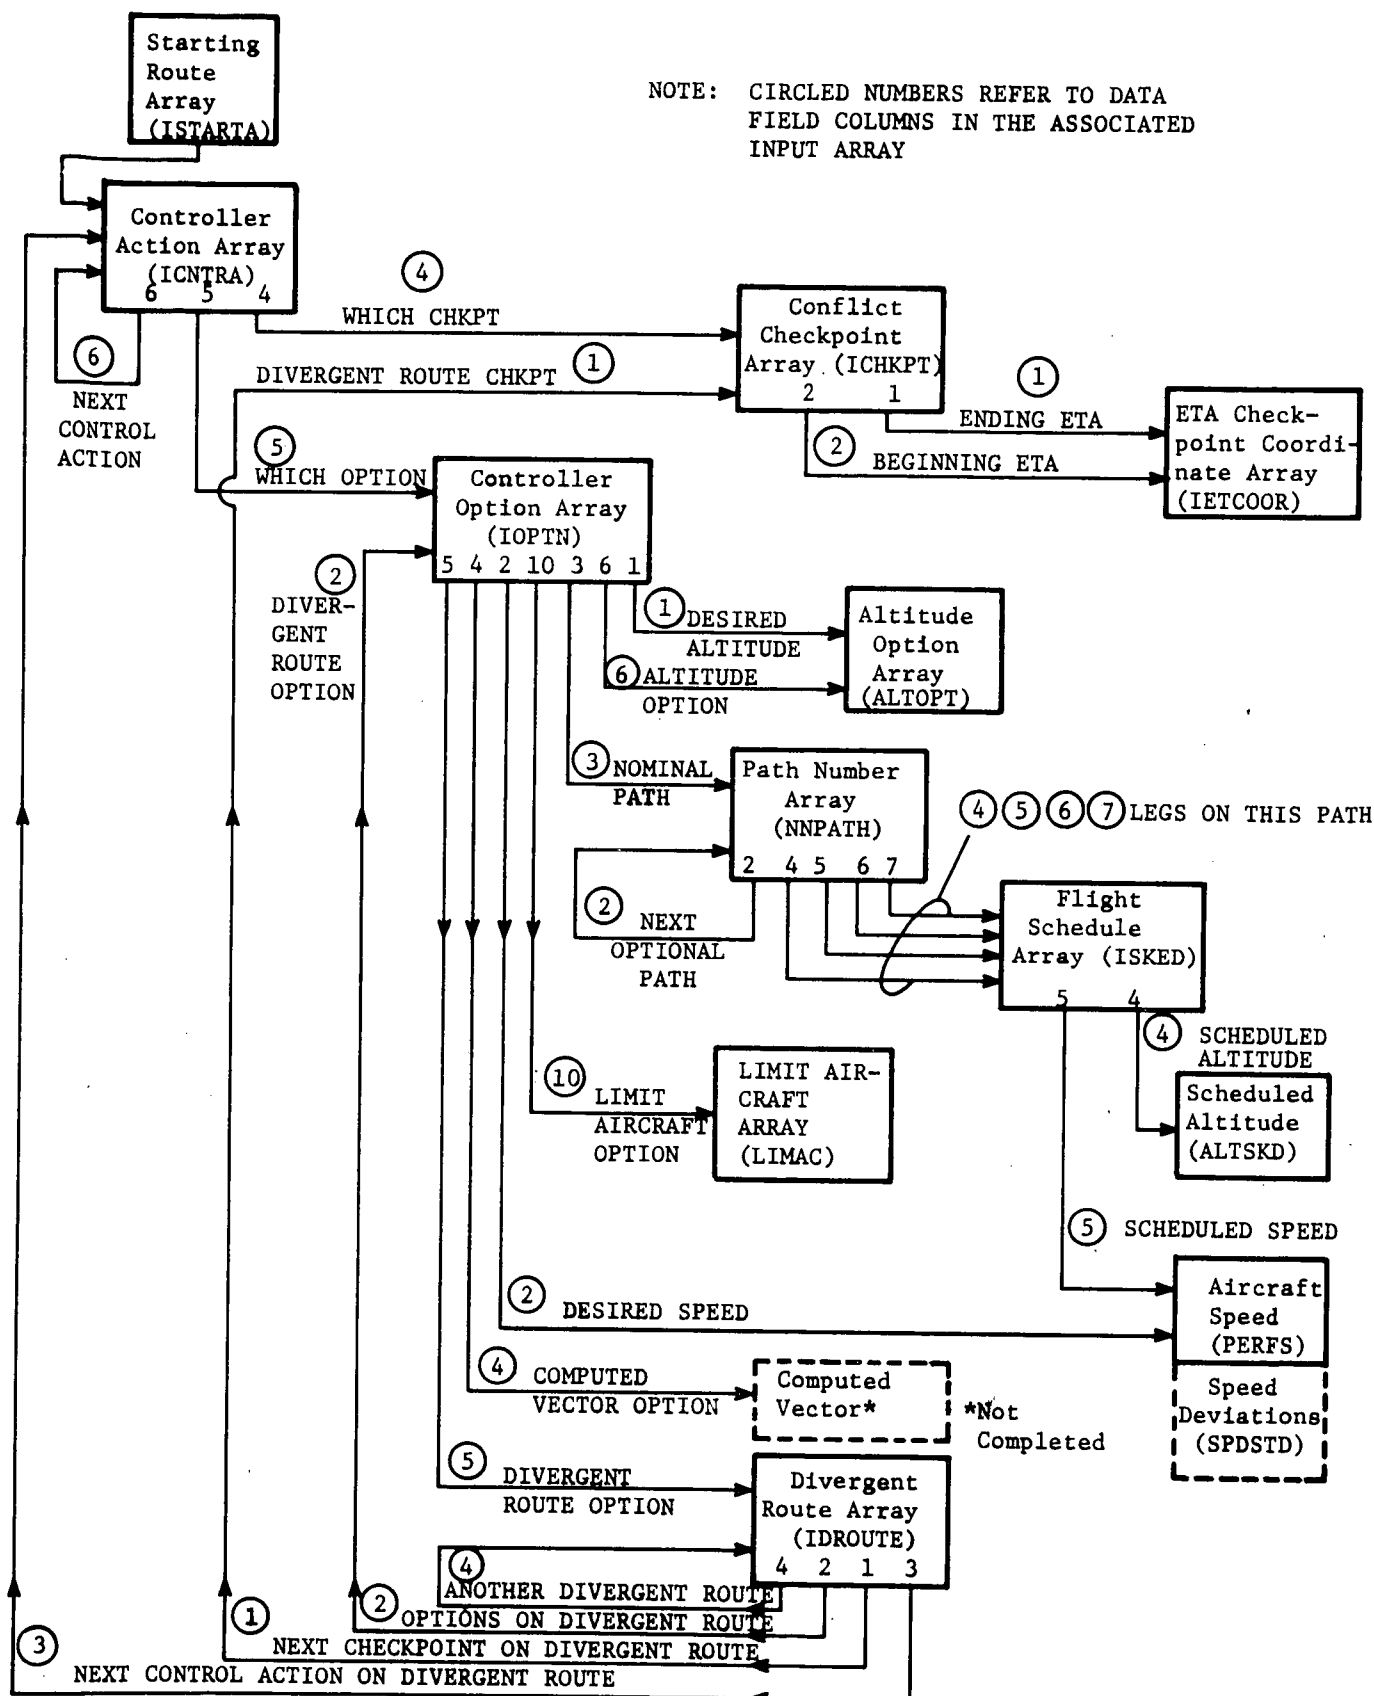 Starting
Route
Array
(ISTARTA)
NOTE: CIRCLED NUMBERS REFER TO DATA
FIELD COLUMNS IN THE ASSOCIATED
INPUT ARRAY
Controller
Action Array
(ICNTRA)
6 5 4
4
WHICH CHKPT
6
NEXT
CONTROL
ACTION
1
DIVERGENT ROUTE CHKPT
Conflict
Checkpoint
Array (ICHKPT)
2 1
1
ENDING ETA
2
BEGINNING ETA
ETA Check-
point Coordi-
nate Array
(IETCOOR)
5
WHICH OPTION
Controller
Option Array
(IOPTN)
5 4 2 10 3 6 1
2
DIVER-
GENT
ROUTE
OPTION
1
DESIRED
ALTITUDE
6
ALTITUDE
OPTION
Altitude
Option
Array
(ALTOPT)
3
NOMINAL
PATH
Path Number
Array
(NNPATH)
2 4 5 6 7
4 5 6 7 LEGS ON THIS PATH
2
NEXT
OPTIONAL
PATH
Flight
Schedule
Array (ISKED)
5 4
4
SCHEDULED
ALTITUDE
Scheduled
Altitude
(ALTSKD)
10
LIMIT
AIRCRAFT
OPTION
LIMIT AIR-
CRAFT
ARRAY
(LIMAC)
5 SCHEDULED SPEED
Aircraft
Speed
(PERFS)
Speed
Deviations
(SPDSTD)
2 DESIRED SPEED
4 COMPUTED
VECTOR OPTION
Computed
Vector*
*Not
Completed
5 DIVERGENT
ROUTE OPTION
Divergent
Route Array
(IDROUTE)
4 2 1 3
4
ANOTHER DIVERGENT ROUTE
2 OPTIONS ON DIVERGENT ROUTE
1
NEXT CHECKPOINT ON DIVERGENT ROUTE
3
NEXT CONTROL ACTION ON DIVERGENT ROUTE